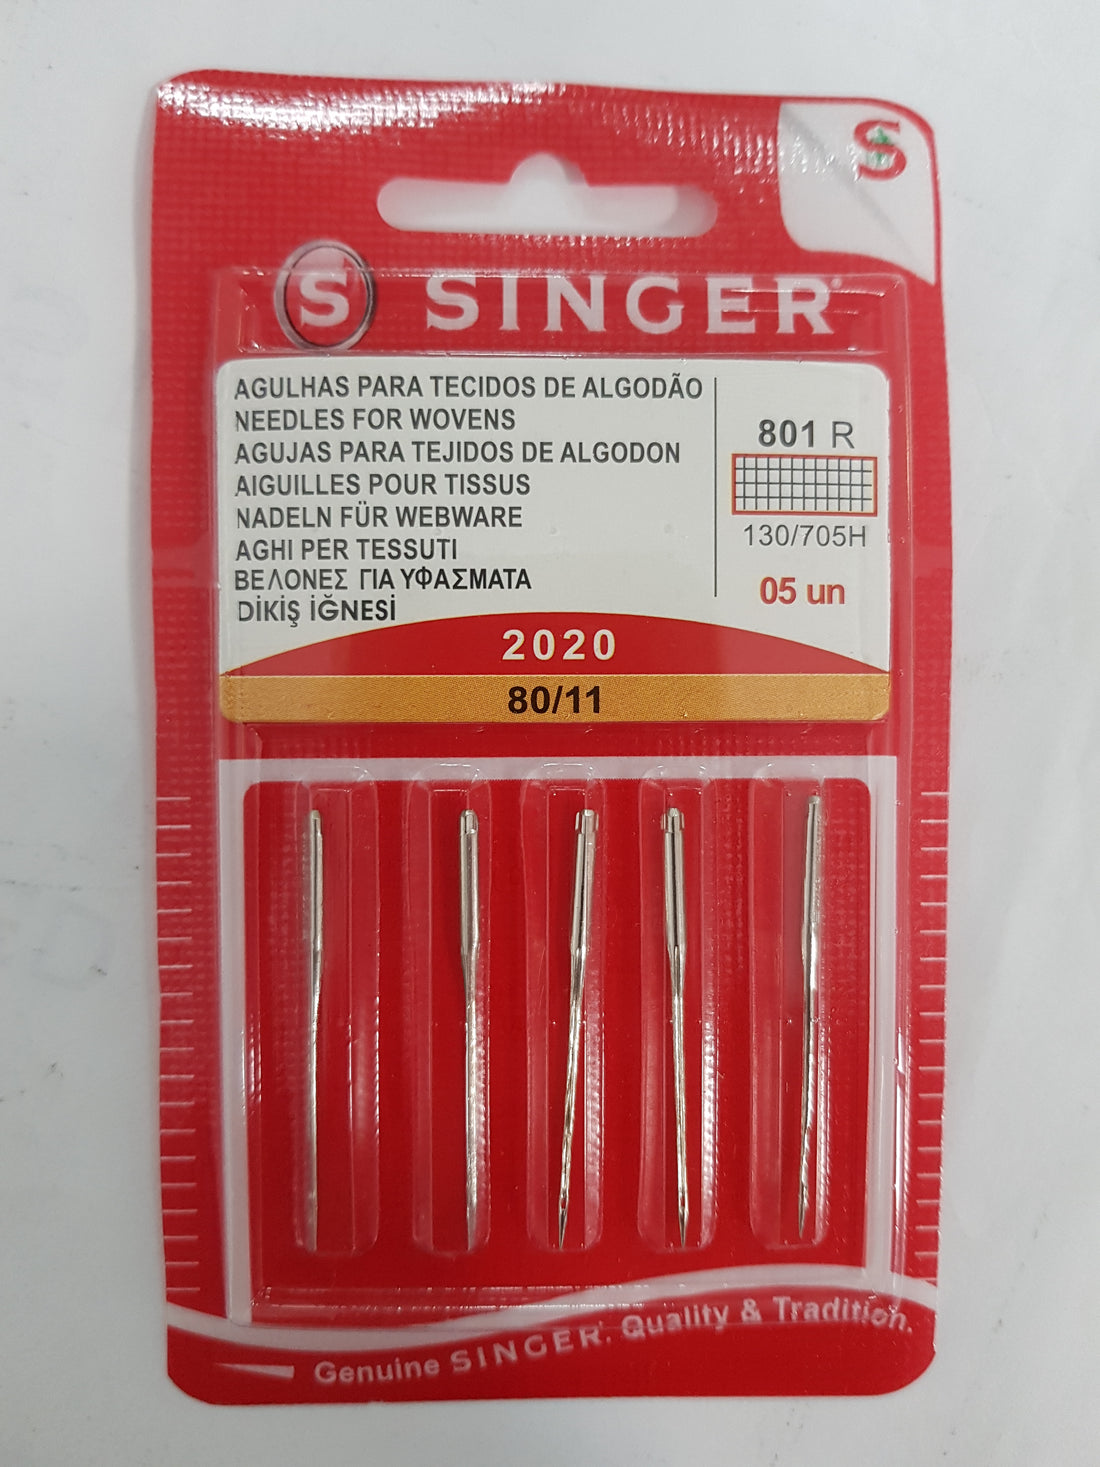 S
S SINGER
AGULHAS PARA TECIDOS DE ALGODÃO
NEEDLES FOR WOVENS
AGUJAS PARA TEJIDOS DE ALGODON
AIGUILLES POUR TISSUS
NADELN FÜR WEBWARE
AGHI PER TESSUTI
ΒΕΛΟΝΕΣ ΓΙΑ ΥΦΑΣΜΑΤΑ
DİKİŞ İĞNESİ
801 R
130/705H
05 un
2020
80/11
Genuine SINGER. Quality & Tradition.